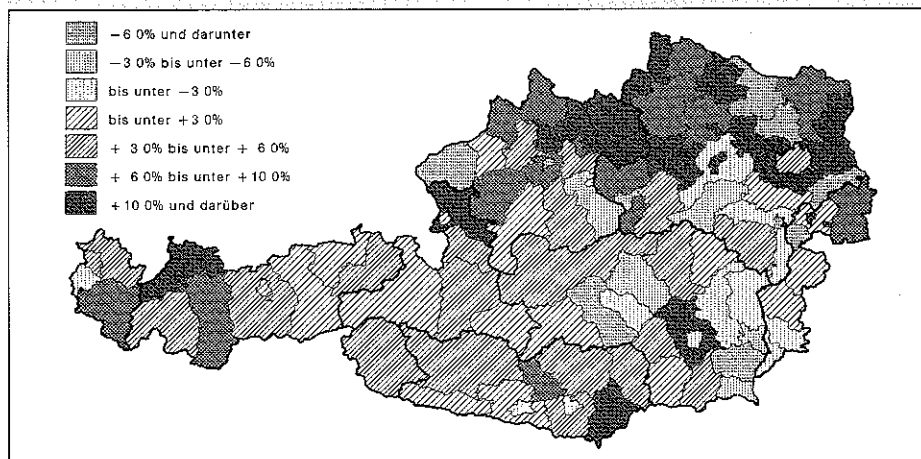 −6 0% und darunter
−3 0% bis unter −6 0%
bis unter −3 0%
bis unter +3 0%
+ 3 0% bis unter + 6 0%
+ 6 0% bis unter +10 0%
+10 0% und darüber